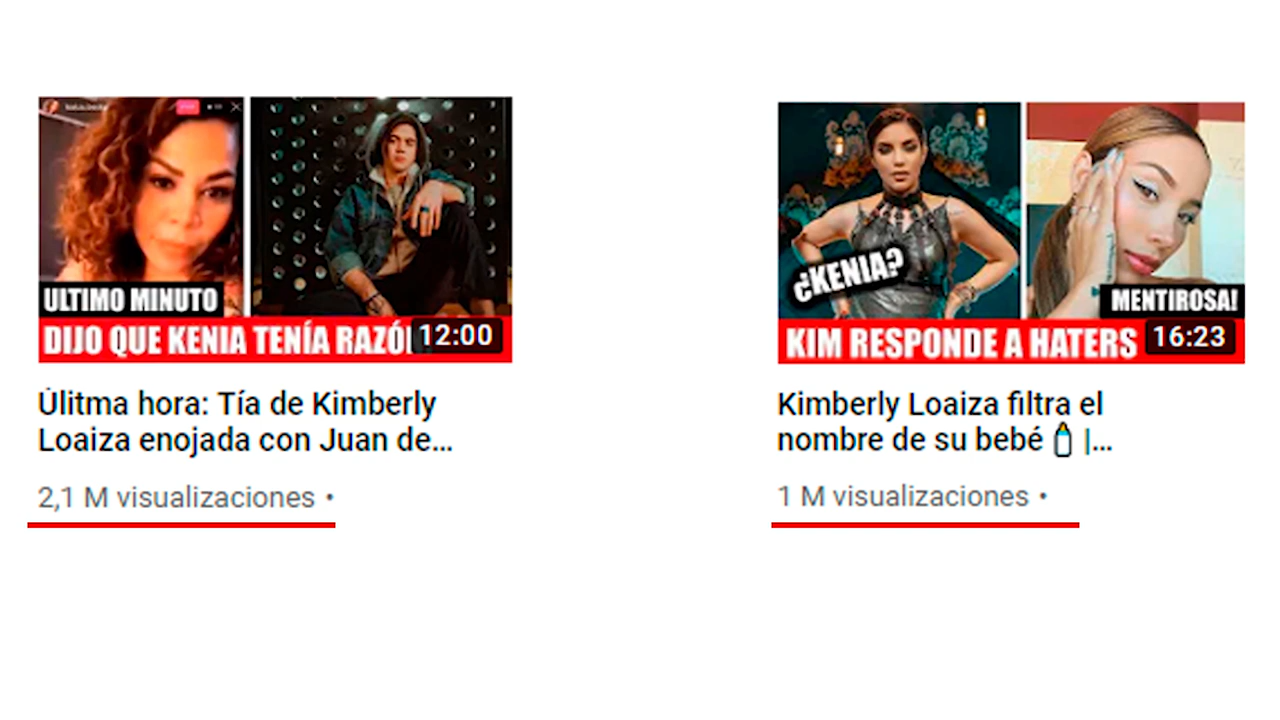 ULTIMO MINUTO
DIJO QUE KENIA TENÍA
12:00
Úlitma hora: Tía de Kimberly
Loaiza enojada con Juan de...
2,1 M visualizaciones •
¿KENIA?
MENTIROSA!
KIM RESPONDE A HATERS
16:23
Kimberly Loaiza filtra el
nombre de su bebé 🍼 |...
1 M visualizaciones •